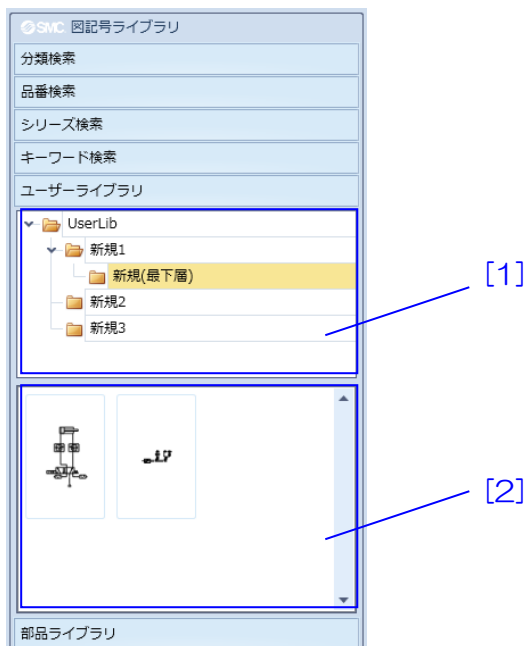 SMC 図記号ライブラリ
分類検索
品番検索
シリーズ検索
キーワード検索
ユーザーライブラリ
UserLib
新規1
新規(最下層)
新規2
新規3
[1]
[2]
部品ライブラリ